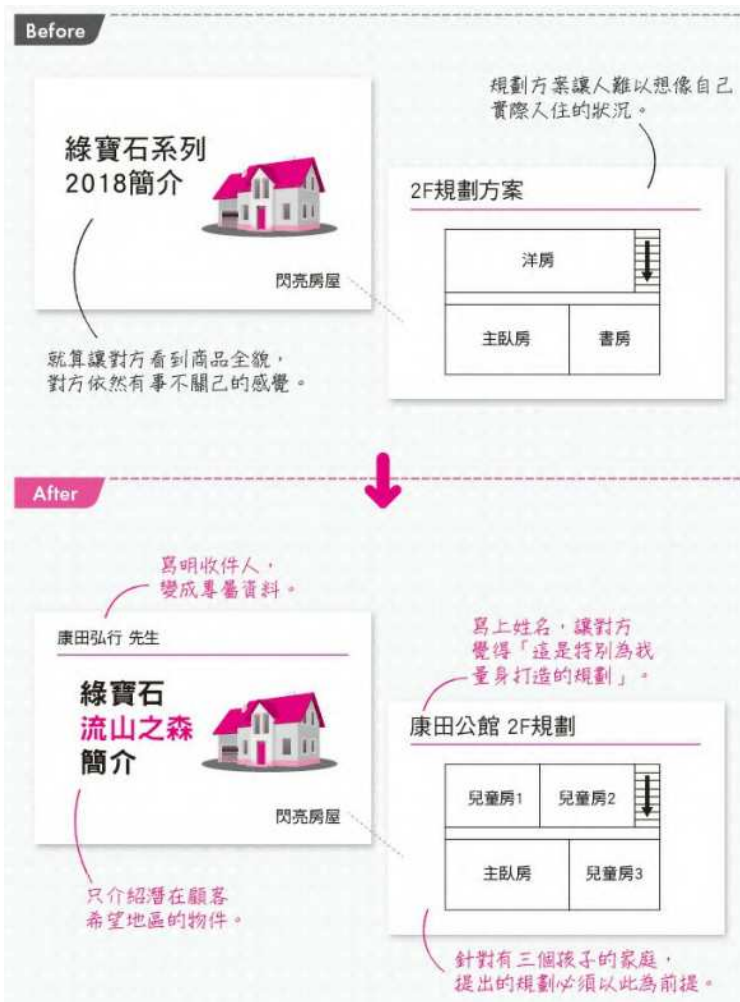 Before
規劃方案讓人難以想像自己
實際入住的狀況。
綠寶石系列
2018簡介
閃亮房屋
2F規劃方案
洋房
主臥房
書房
就算讓對方看到商品全貌,
對方依然有事不關己的感覺。
After
寫明收件人,
變成專屬資料。
康田弘行 先生
綠寶石
流山之森
簡介
閃亮房屋
寫上姓名,讓對方
覺得「這是特別為我
量身打造的規劃」。
康田公館 2F規劃
兒童房1
兒童房2
主臥房
兒童房3
只介紹潛在顧客
希望地區的物件。
針對有三個孩子的家庭,
提出的規劃必須以此為前提。